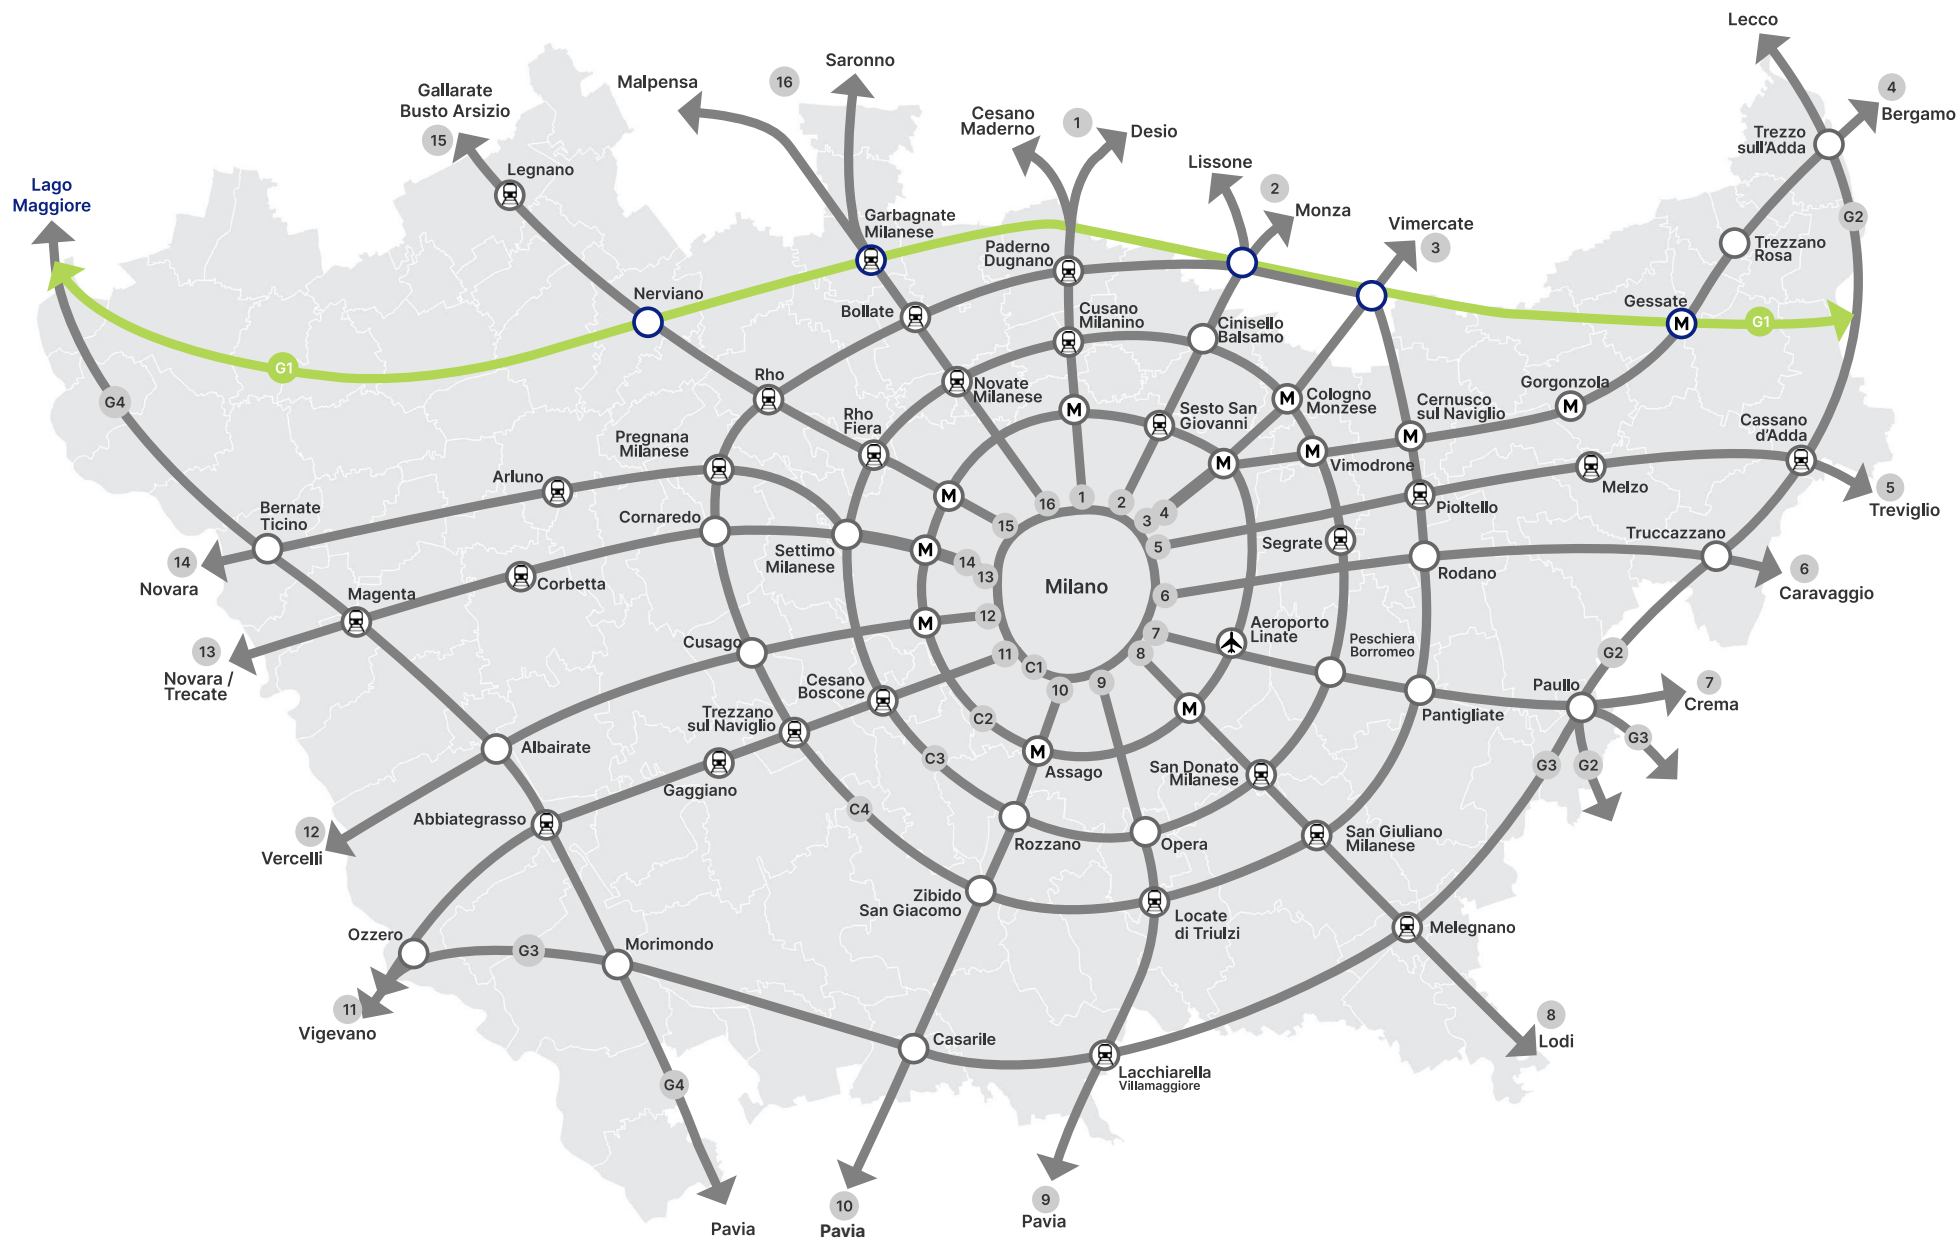 Lecco
4
Bergamo
Trezzo
sull'Adda
16
Saronno
Malpensa
Gallarate
Busto Arsizio
15
Legnano
Cesano
Maderno
1
Desio
Lissone
2
Monza
Vimercate
3
Lago
Maggiore
Garbagnate
Milanese
Paderno
Dugnano
G2
Trezzano
Rosa
Nerviano
Bollate
Cusano
Milanino
Cinisello
Balsamo
Gessate
M
G1
G1
G4
Rho
Novate
Milanese
Rho
Fiera
M
Sesto San
Giovanni
M
Cologno
Monzese
Cernusco
sul Naviglio
M
Gorgonzola
M
Cassano
d'Adda
Pregnana
Milanese
Arluno
M
M
M
Vimodrone
Melzo
Pioltello
5
Treviglio
Bernate
Ticino
Cornaredo
Settimo
Milanese
M
16
1
2
3
4
15
5
Segrate
Truccazzano
14
Novara
Corbetta
14
13
Milano
6
Rodano
6
Caravaggio
Magenta
13
Novara /
Trecate
Cusago
M
12
11
C1
10
9
8
7
Aeroporto
Linate
Peschiera
Borromeo
G2
Cesano
Boscone
Trezzano
sul Naviglio
C2
M
Assago
M
Pantigliate
Paullo
7
Crema
G3
Albairate
Gaggiano
C3
San Donato
Milanese
G3
G2
Abbiategrasso
C4
12
Vercelli
Rozzano
Opera
San Giuliano
Milanese
Zibido
San Giacomo
Locate
di Triulzi
Melegnano
Ozzero
G3
Morimondo
11
Vigevano
Casarile
8
Lodi
Lacchiarella
Villamaggiore
G4
Pavia
10
Pavia
9
Pavia